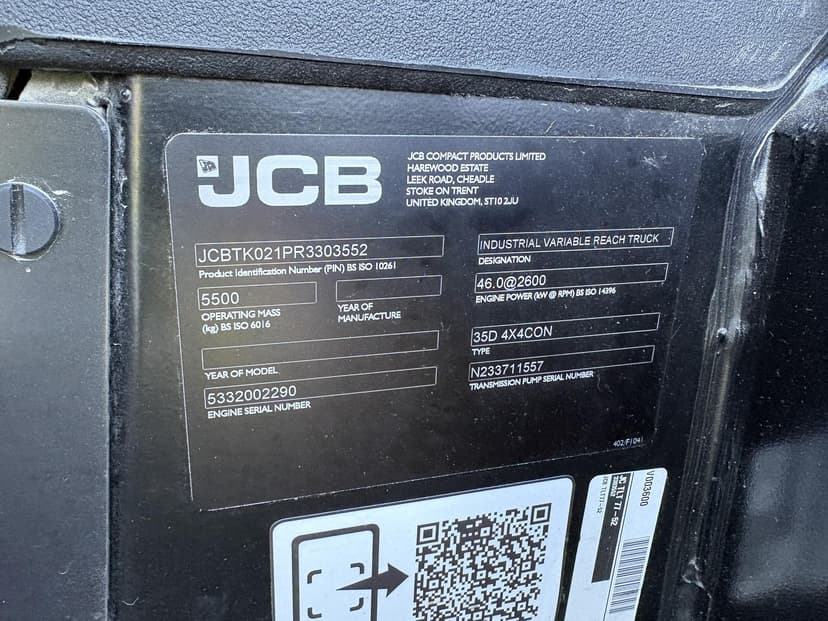 JCB
JCB COMPACT PRODUCTS LIMITED
HAREWOOD ESTATE
LEEK ROAD, CHEADLE
STOKE ON TRENT
UNITED KINGDOM, ST10 2JU
JCBTK021PR3303552
Product Identification Number (PIN) BS ISO 10261
5500
OPERATING MASS
(kg) BS ISO 6016
YEAR OF
MANUFACTURE
YEAR OF MODEL
5332002290
ENGINE SERIAL NUMBER
INDUSTRIAL VARIABLE REACH TRUCK
DESIGNATION
46.0@2600
ENGINE POWER (kW @ RPM) BS ISO 14396
35D 4X4CON
TYPE
N233711557
TRANSMISSION PUMP SERIAL NUMBER
402/F1041
V003600